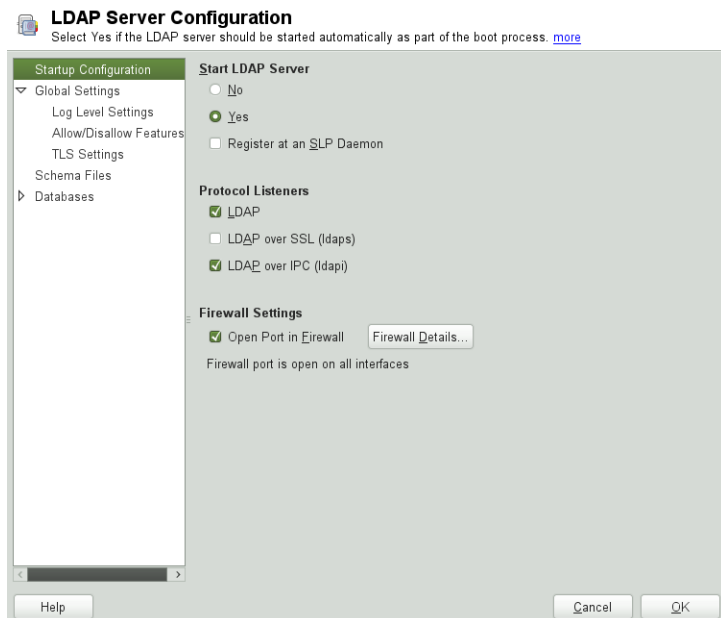 LDAP Server Configuration
Select Yes if the LDAP server should be started automatically as part of the boot process. more
Startup Configuration
Global Settings
Log Level Settings
Allow/Disallow Features
TLS Settings
Schema Files
Databases
Start LDAP Server
No
Yes
Register at an SLP Daemon
Protocol Listeners
LDAP
LDAP over SSL (ldaps)
LDAP over IPC (ldapi)
Firewall Settings
Open Port in Firewall Firewall Details...
Firewall port is open on all interfaces
Help Cancel OK